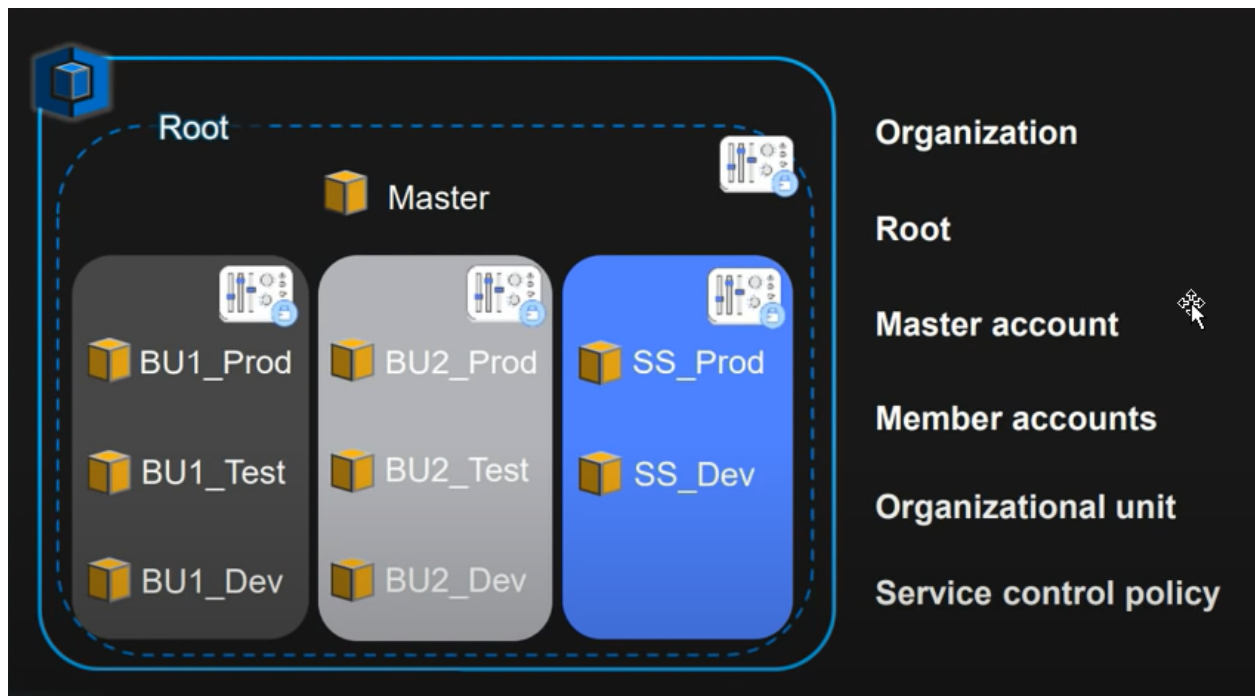 Root
Master
BU1_Prod
BU1_Test
BU1_Dev
BU2_Prod
BU2_Test
BU2_Dev
SS_Prod
SS_Dev
Organization
Root
Master account
Member accounts
Organizational unit
Service control policy